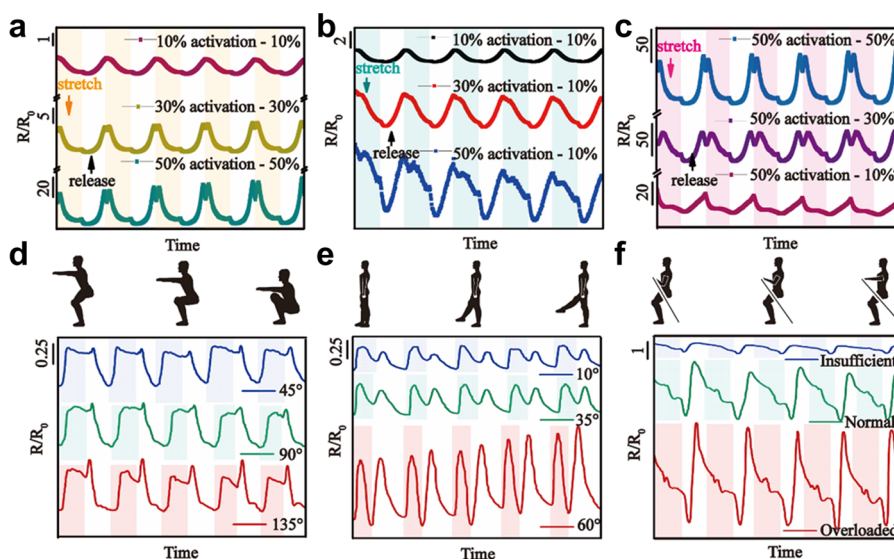 a
1
10% activation - 10%
stretch
30% activation - 30%
5
R/R0
50% activation - 50%
release
20
Time
b
2
10% activation - 10%
stretch
30% activation - 10%
R/R0
release
50% activation - 10%
Time
c
50
50% activation - 50%
stretch
50% activation - 30%
50
R/R0
release
50% activation - 10%
20
Time
d
0.25
45°
R/R0
90°
135°
Time
e
0.25
10°
R/R0
35°
60°
Time
f
1
Insufficient
R/R0
Normal
Overloaded
Time